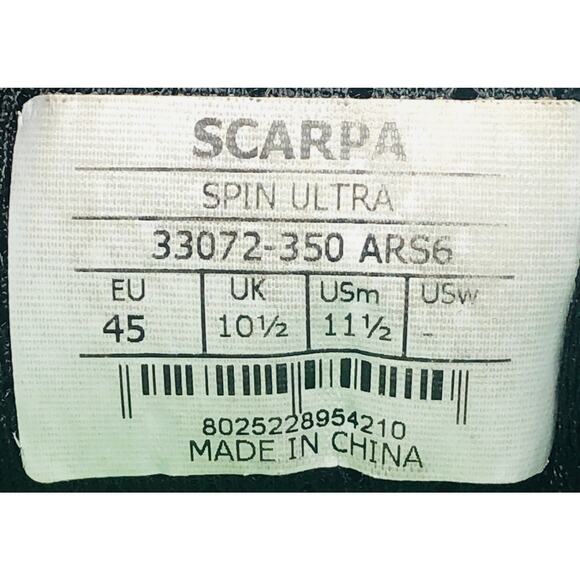 SCARPA
SPIN ULTRA
33072-350 ARS6
EU UK USm USw
45 10½ 11½ -
8025228954210
MADE IN CHINA